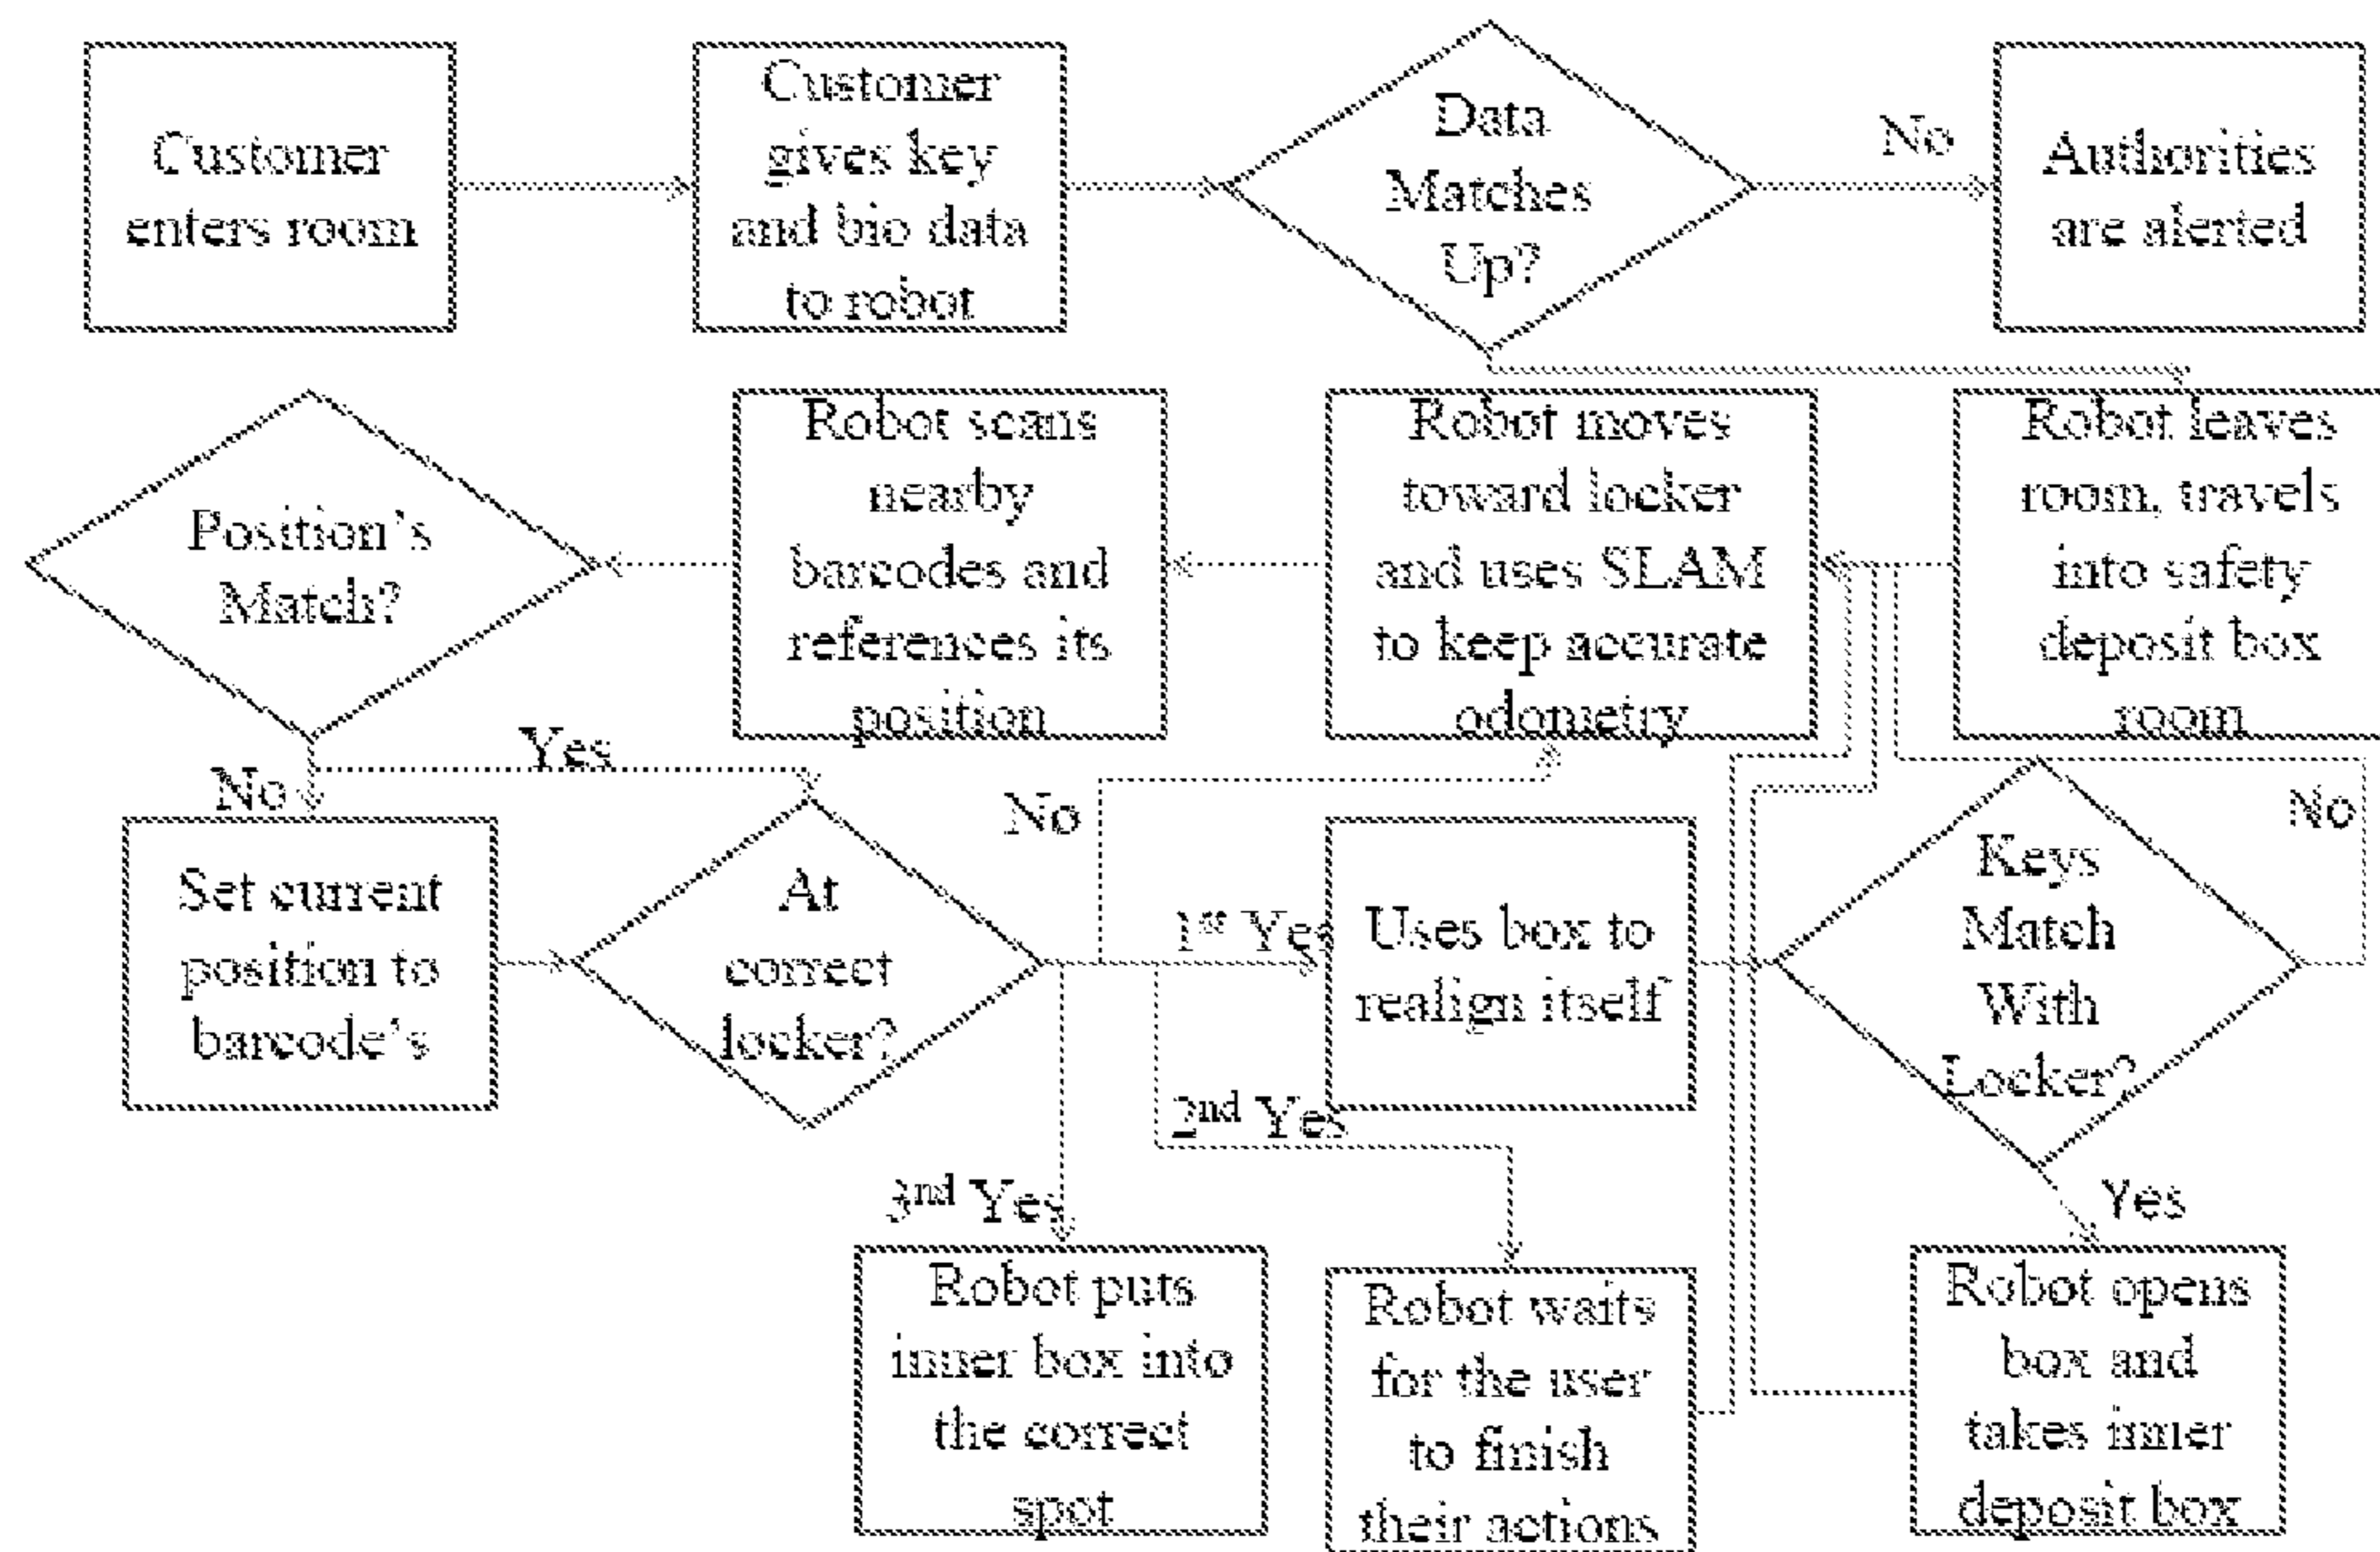 Customer
enters room
Customer
gives key
and bio data
to robot
Data
Matches
Up?
No
Authorities
are alerted
Position's
Match?
Robot scans
nearby
barcodes and
references its
position
Robot moves
toward locker
and uses SLAM
to keep accurate
odometry
Robot leaves
room, travels
into safety
deposit box
room
Yes
No
Set current
position to
barcode's
At
correct
locker?
No
1st Yes
2nd Yes
3nd Yes
Uses box to
realign itself
Keys
Match
With
Locker?
No
Yes
Robot puts
inner box into
the correct
spot
Robot waits
for the user
to finish
their actions
Robot opens
box and
takes inner
deposit box